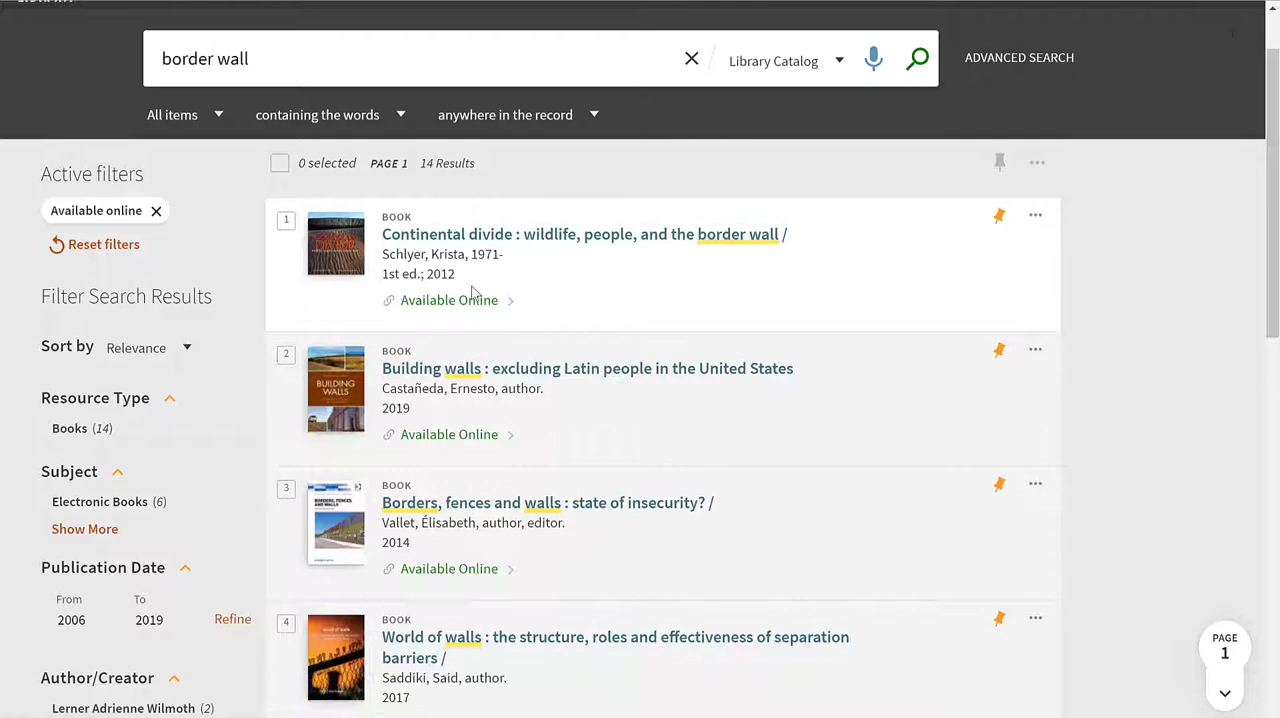 border wall
Library Catalog
ADVANCED SEARCH
All items
containing the words
anywhere in the record
Active filters
Available online
Reset filters
Filter Search Results
Sort by Relevance
Resource Type
Books (14)
Subject
Electronic Books (6)
Show More
Publication Date
From To
2006 2019 Refine
Author/Creator
Lerner Adrienne Wilmoth (2)
0 selected PAGE 1 14 Results
1
BOOK
Continental divide : wildlife, people, and the border wall /
Schlyer, Krista, 1971-
1st ed.; 2012
Available Online
2
BOOK
Building walls : excluding Latin people in the United States
Castañeda, Ernesto, author.
2019
Available Online
BUILDING
WALLS
3
BOOK
Borders, fences and walls : state of insecurity? /
Vallet, Élisabeth, author, editor.
2014
Available Online
BORDERS, FENCES
AND WALLS
4
BOOK
World of walls : the structure, roles and effectiveness of separation
barriers /
Saddiki, Said, author.
2017
PAGE
1